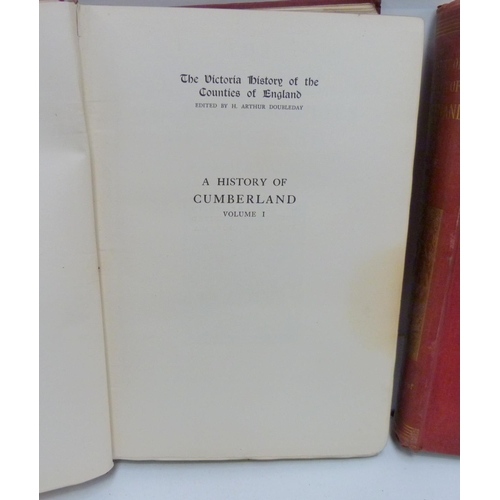 The Victoria History of the
Counties of England
EDITED BY H. ARTHUR DOUBLEDAY
A HISTORY OF
CUMBERLAND
VOLUME I